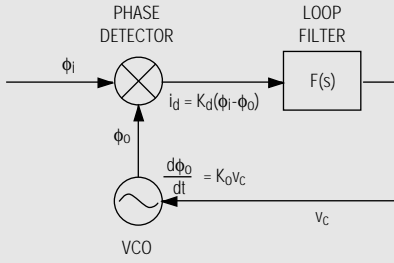 PHASE
DETECTOR
LOOP
FILTER
ϕi
F(s)
id = Kd(ϕi-ϕo)
ϕo
dϕo
dt
= Kovc
vc
VCO